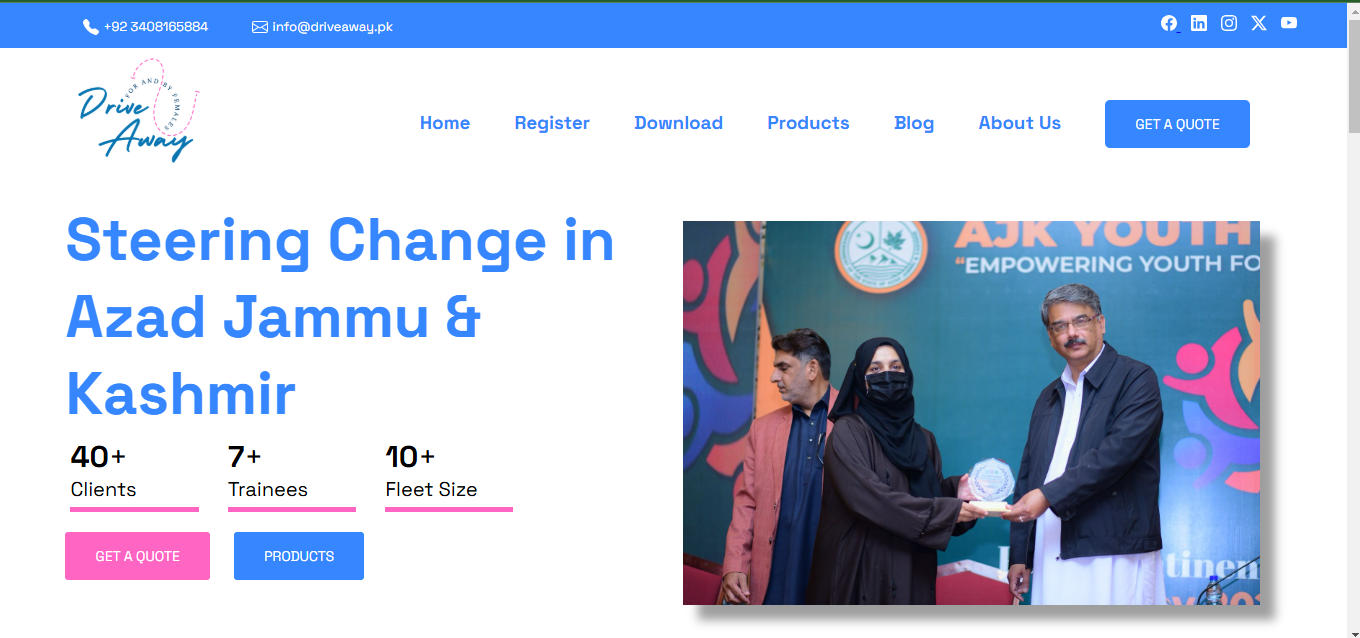 +92 3408165884 info@driveaway.pk
FOR AND BY FEMALES
Drive
Away
Home Register Download Products Blog About Us GET A QUOTE
Steering Change in
Azad Jammu &
Kashmir
40+ 7+ 10+
Clients Trainees Fleet Size
GET A QUOTE PRODUCTS
AJK YOUTH
“EMPOWERING YOUTH FO
tinen